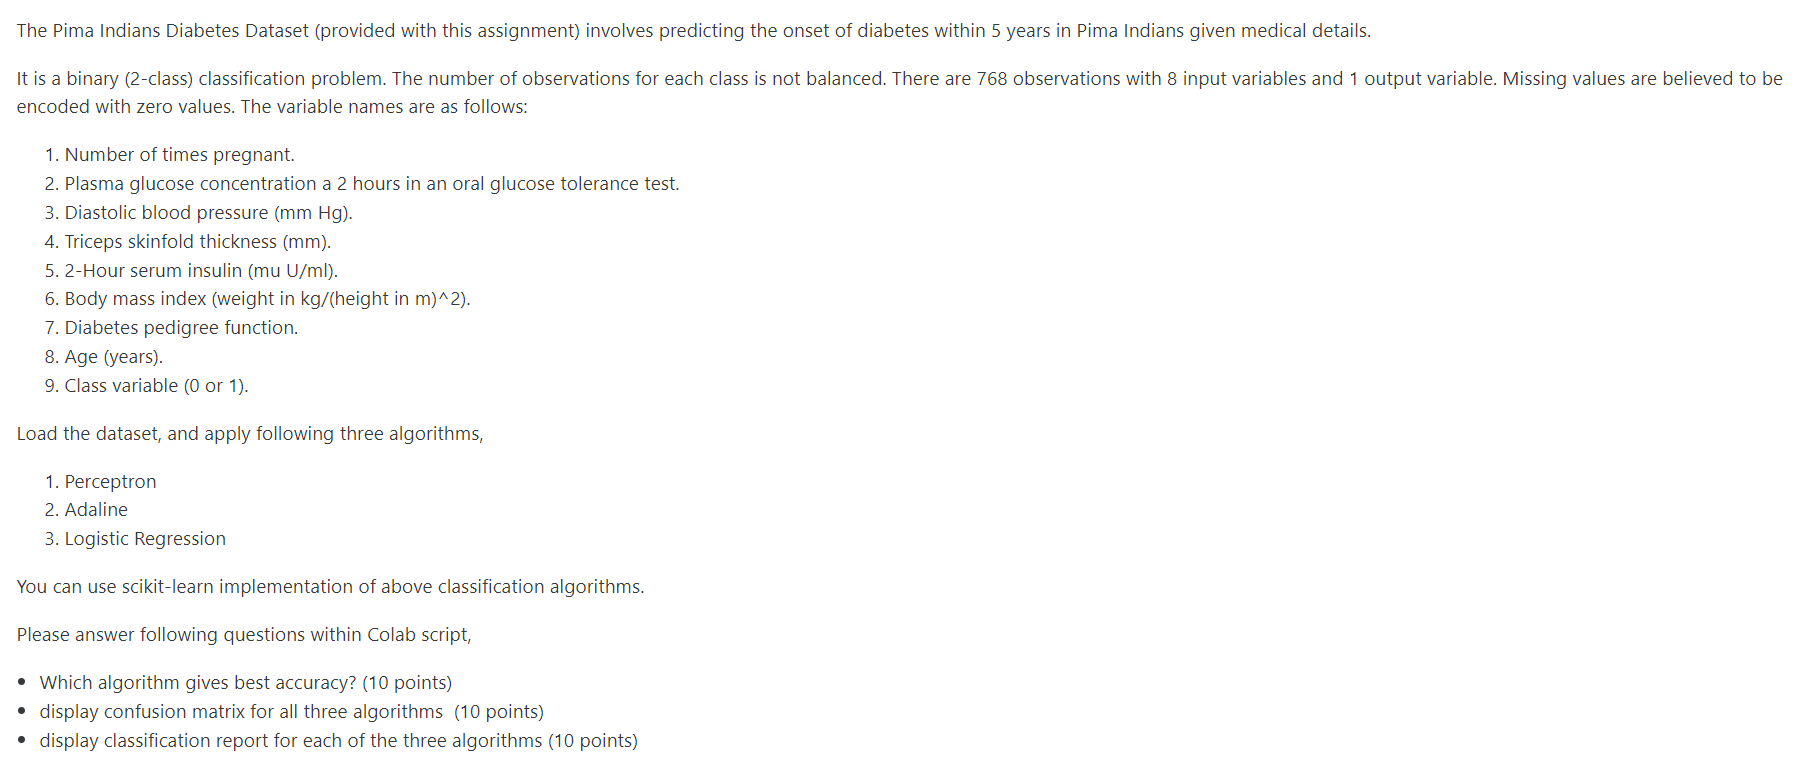 The Pima Indians Diabetes Dataset (provided with this assignment) involves predicting the onset of diabetes within 5 years in Pima Indians given medical details.
It is a binary (2-class) classification problem. The number of observations for each class is not balanced. There are 768 observations with 8 input variables and 1 output variable. Missing values are believed to be
encoded with zero values. The variable names are as follows:
1. Number of times pregnant.
2. Plasma glucose concentration a 2 hours in an oral glucose tolerance test.
3. Diastolic blood pressure (mm Hg).
4. Triceps skinfold thickness (mm).
5. 2-Hour serum insulin (mu U/ml).
6. Body mass index (weight in kg/(height in m)^2).
7. Diabetes pedigree function.
8. Age (years).
9. Class variable (0 or 1).
Load the dataset, and apply following three algorithms,
1. Perceptron
2. Adaline
3. Logistic Regression
You can use scikit-learn implementation of above classification algorithms.
Please answer following questions within Colab script,
• Which algorithm gives best accuracy? (10 points)
• display confusion matrix for all three algorithms (10 points)
• display classification report for each of the three algorithms (10 points)